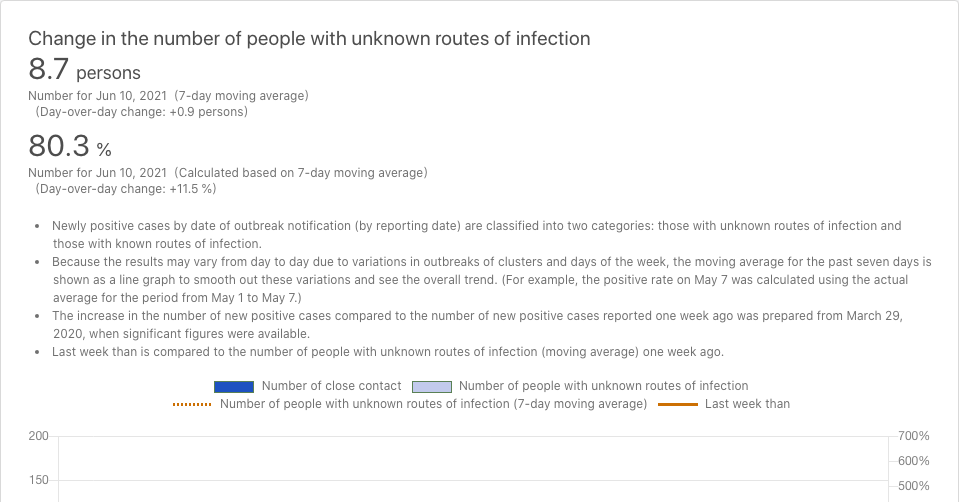 Change in the number of people with unknown routes of infection
8.7 persons
Number for Jun 10, 2021 (7-day moving average)
(Day-over-day change: +0.9 persons)
80.3 %
Number for Jun 10, 2021 (Calculated based on 7-day moving average)
(Day-over-day change: +11.5 %)
• Newly positive cases by date of outbreak notification (by reporting date) are classified into two categories: those with unknown routes of infection and
those with known routes of infection.
• Because the results may vary from day to day due to variations in outbreaks of clusters and days of the week, the moving average for the past seven days is
shown as a line graph to smooth out these variations and see the overall trend. (For example, the positive rate on May 7 was calculated using the actual
average for the period from May 1 to May 7.)
• The increase in the number of new positive cases compared to the number of new positive cases reported one week ago was prepared from March 29,
2020, when significant figures were available.
• Last week than is compared to the number of people with unknown routes of infection (moving average) one week ago.
Number of close contact Number of people with unknown routes of infection
Number of people with unknown routes of infection (7-day moving average) Last week than
200 700%
600%
150 500%